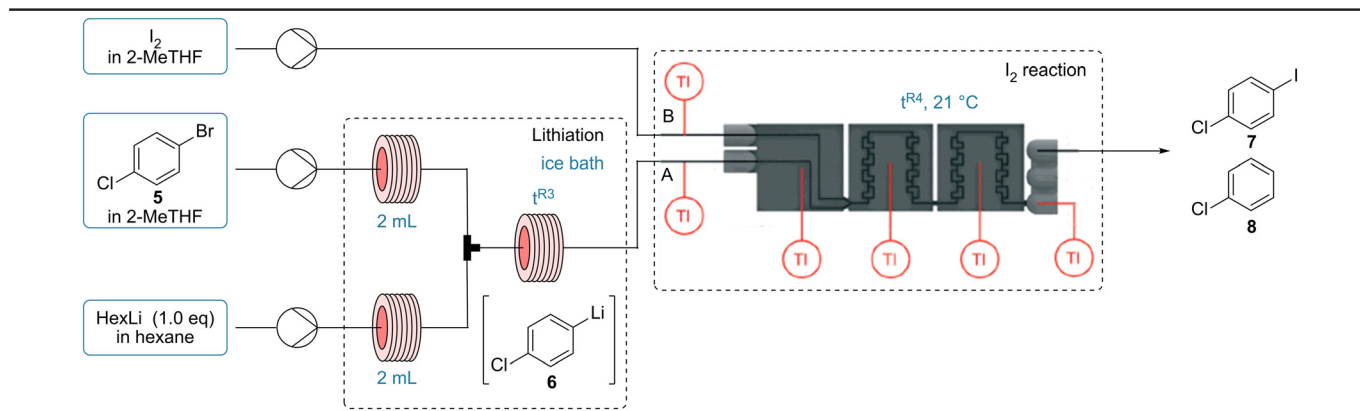 I2
in 2-MeTHF
Br
Cl
5
in 2-MeTHF
HexLi (1.0 eq)
in hexane
2 mL
2 mL
Lithiation
ice bath
tR3
Li
Cl
6
B
A
TI
TI
I2 reaction
tR4, 21 °C
TI
TI
TI
TI
I
Cl
7
Cl
8